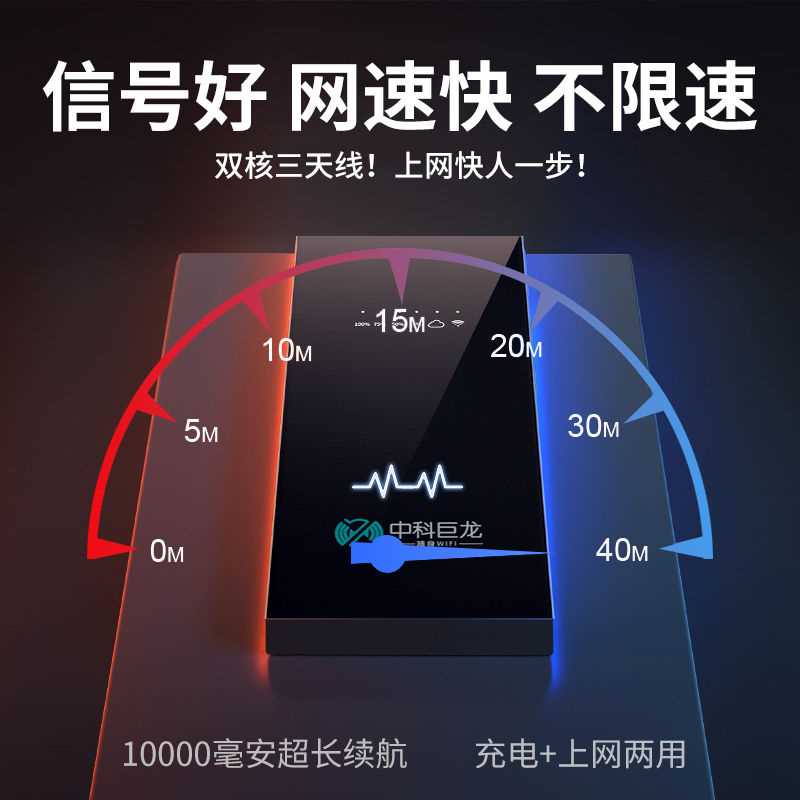 信号好 网速快 不限速
双核三天线！上网快人一步！
15M
100% 75% 50%
10M
20M
5M
30M
中科巨龙
随身WIFI
0M
40M
10000毫安超长续航
充电+上网两用